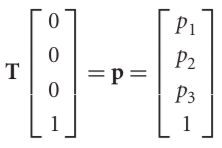 T [0 0 0 1] = p = [p₁ p₂ p₃ 1]